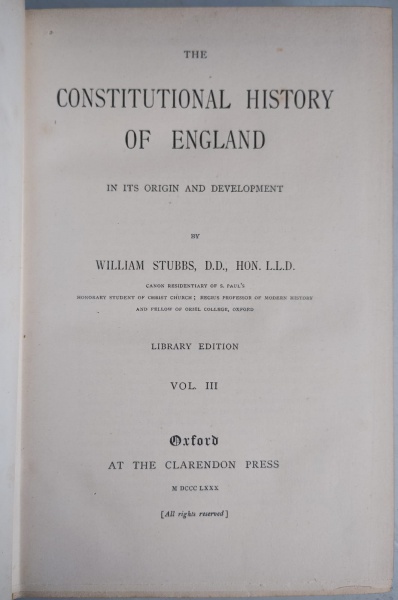 THE
CONSTITUTIONAL HISTORY
OF ENGLAND
IN ITS ORIGIN AND DEVELOPMENT
BY
WILLIAM STUBBS, D.D., HON. L.L.D.
CANON RESIDENTIARY OF S. PAUL'S
HONORARY STUDENT OF CHRIST CHURCH; REGIUS PROFESSOR OF MODERN HISTORY
AND FELLOW OF ORIEL COLLEGE, OXFORD
LIBRARY EDITION
VOL. III
Oxford
AT THE CLARENDON PRESS
M DCCC LXXX
[All rights reserved]